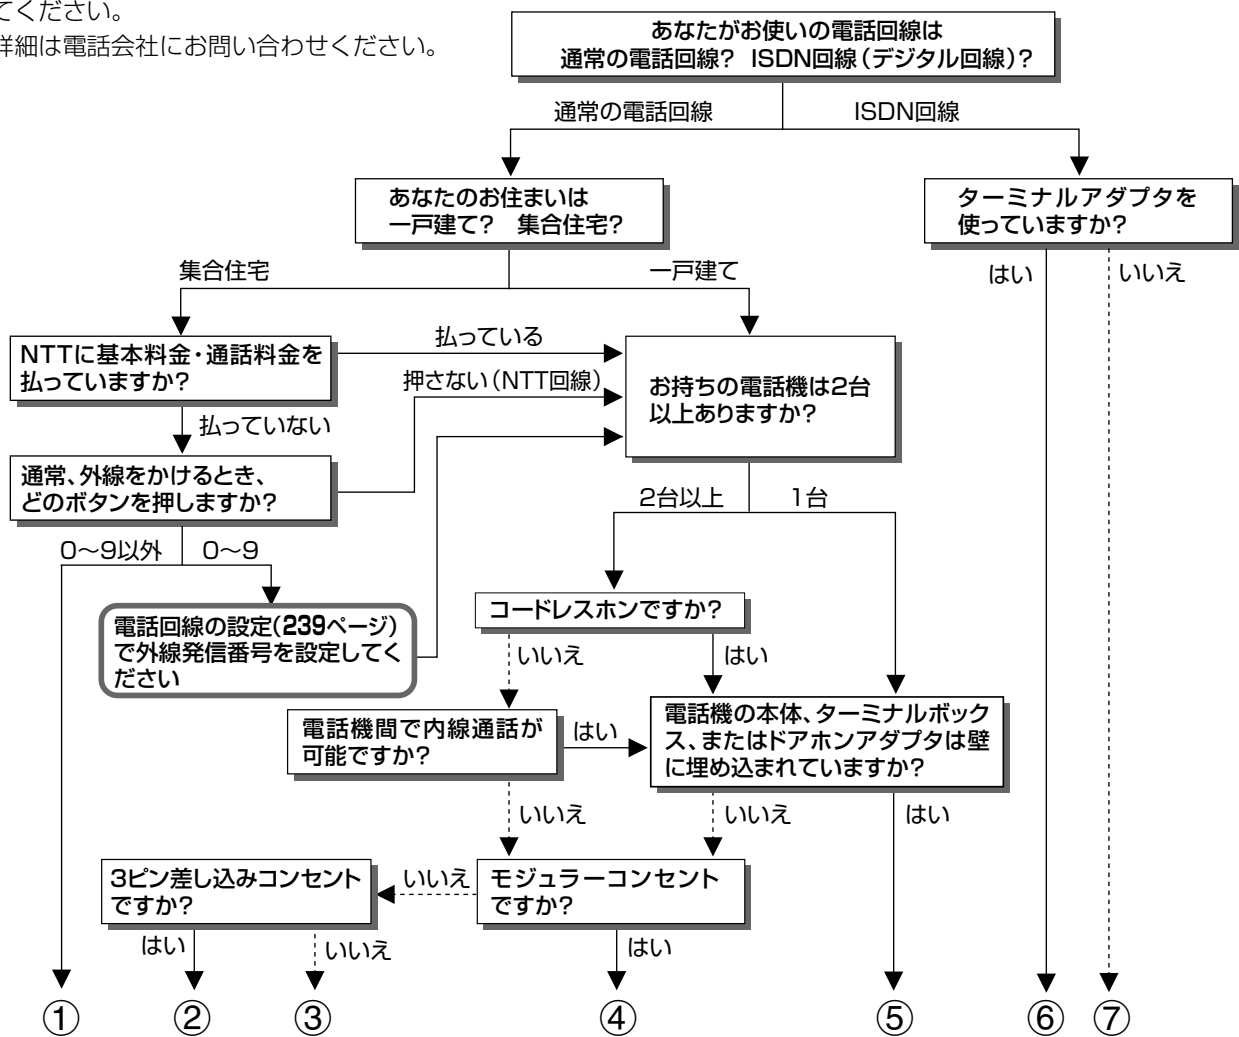 てください。
詳細は電話会社にお問い合わせください。
あなたがお使いの電話回線は
通常の電話回線? ISDN回線(デジタル回線)?
通常の電話回線
ISDN回線
あなたのお住まいは
一戸建て? 集合住宅?
ターミナルアダプタを
使っていますか?
集合住宅
一戸建て
はい
いいえ
NTTに基本料金・通話料金を
払っていますか?
払っている
押さない(NTT回線)
お持ちの電話機は2台
以上ありますか?
払っていない
通常、外線をかけるとき、
どのボタンを押しますか?
2台以上
1台
0〜9以外
0〜9
コードレスホンですか?
電話回線の設定(239ページ)
で外線発信番号を設定してく
ださい
いいえ
はい
電話機間で内線通話が
可能ですか?
はい
電話機の本体、ターミナルボック
ス、またはドアホンアダプタは壁
に埋め込まれていますか?
いいえ
いいえ
はい
3ピン差し込みコンセント
ですか?
いいえ
モジュラーコンセント
ですか?
はい
いいえ
はい
①
②
③
④
⑤
⑥
⑦